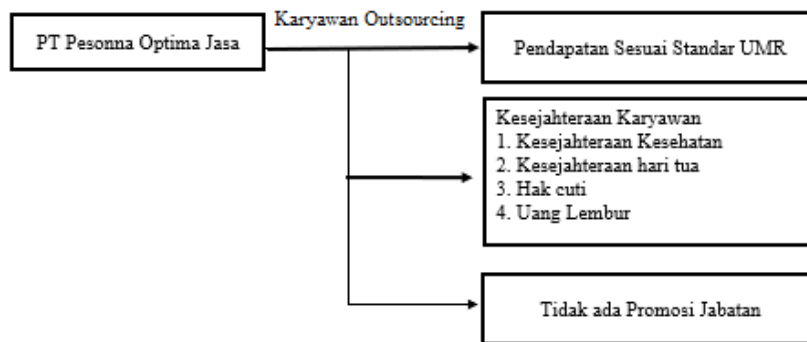 Karyawan Outsourcing
PT Pesonna Optima Jasa
Pendapatan Sesuai Standar UMR
Kesejahteraan Karyawan
1. Kesejahteraan Kesehatan
2. Kesejahteraan hari tua
3. Hak cuti
4. Uang Lembur
Tidak ada Promosi Jabatan